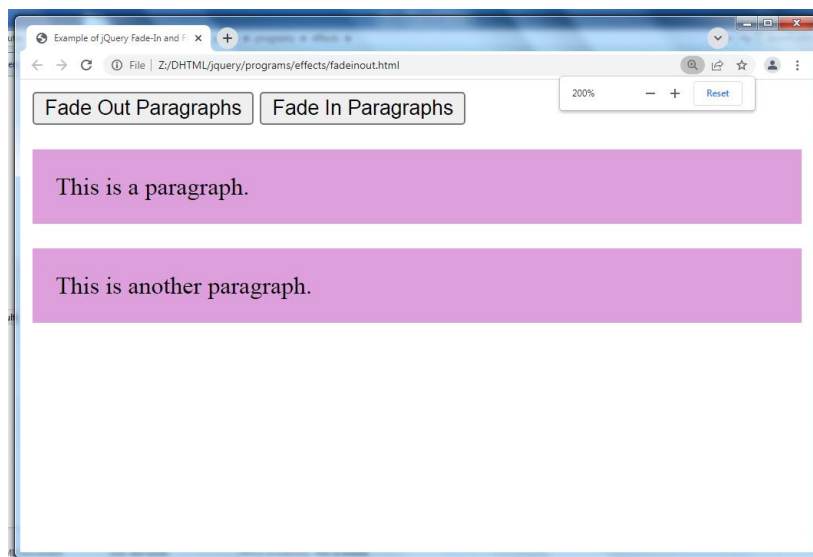 Example of jQuery Fade-In and F
File | Z:/DHTML/jquery/programs/effects/fadeinout.html
200% − + Reset
Fade Out Paragraphs Fade In Paragraphs
This is a paragraph.
This is another paragraph.